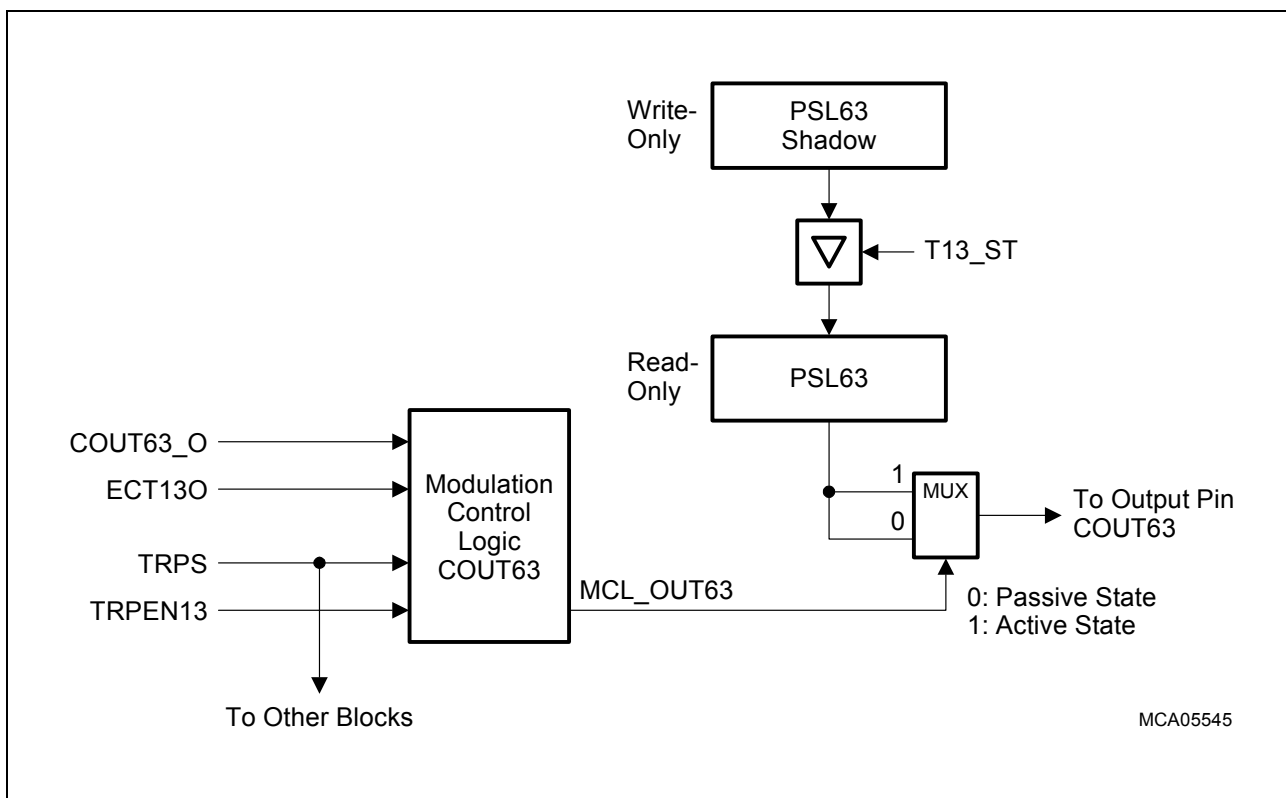 Write-
Only
PSL63
Shadow
T13_ST
Read-
Only
PSL63
COUT63_O
ECT13O
TRPS
TRPEN13
Modulation
Control
Logic
COUT63
MCL_OUT63
1
0
MUX
To Output Pin
COUT63
0: Passive State
1: Active State
To Other Blocks
MCA05545